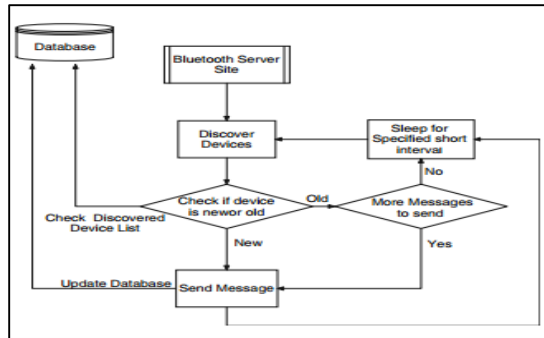 Database
Bluetooth Server
Site
Discover
Devices
Sleep for
Specified short
interval
No
Check if device
is newor old
Old
More Messages
to send
Check Discovered
Device List
New
Yes
Update Database
Send Message